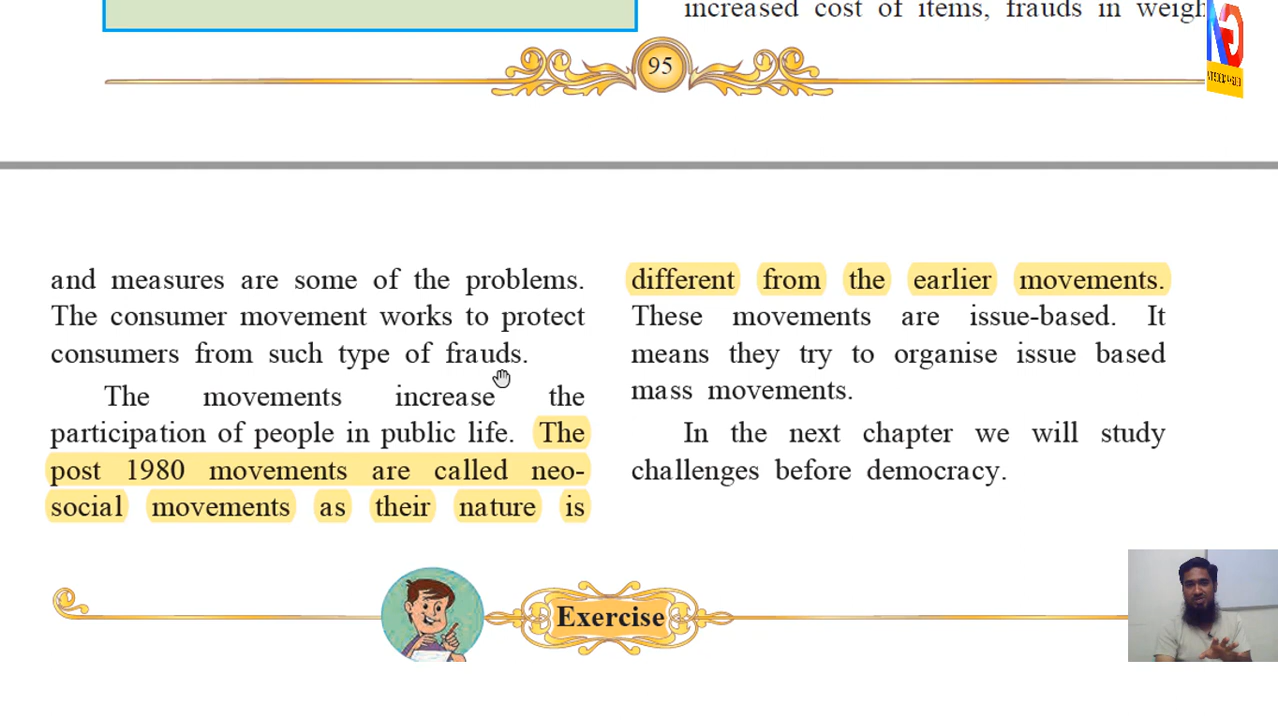 increased cost of items, frauds in weigh
95
and measures are some of the problems.
The consumer movement works to protect
consumers from such type of frauds.
The movements increase the
participation of people in public life. The
post 1980 movements are called neo-
social movements as their nature is
different from the earlier movements.
These movements are issue-based. It
means they try to organise issue based
mass movements.
In the next chapter we will study
challenges before democracy.
Exercise